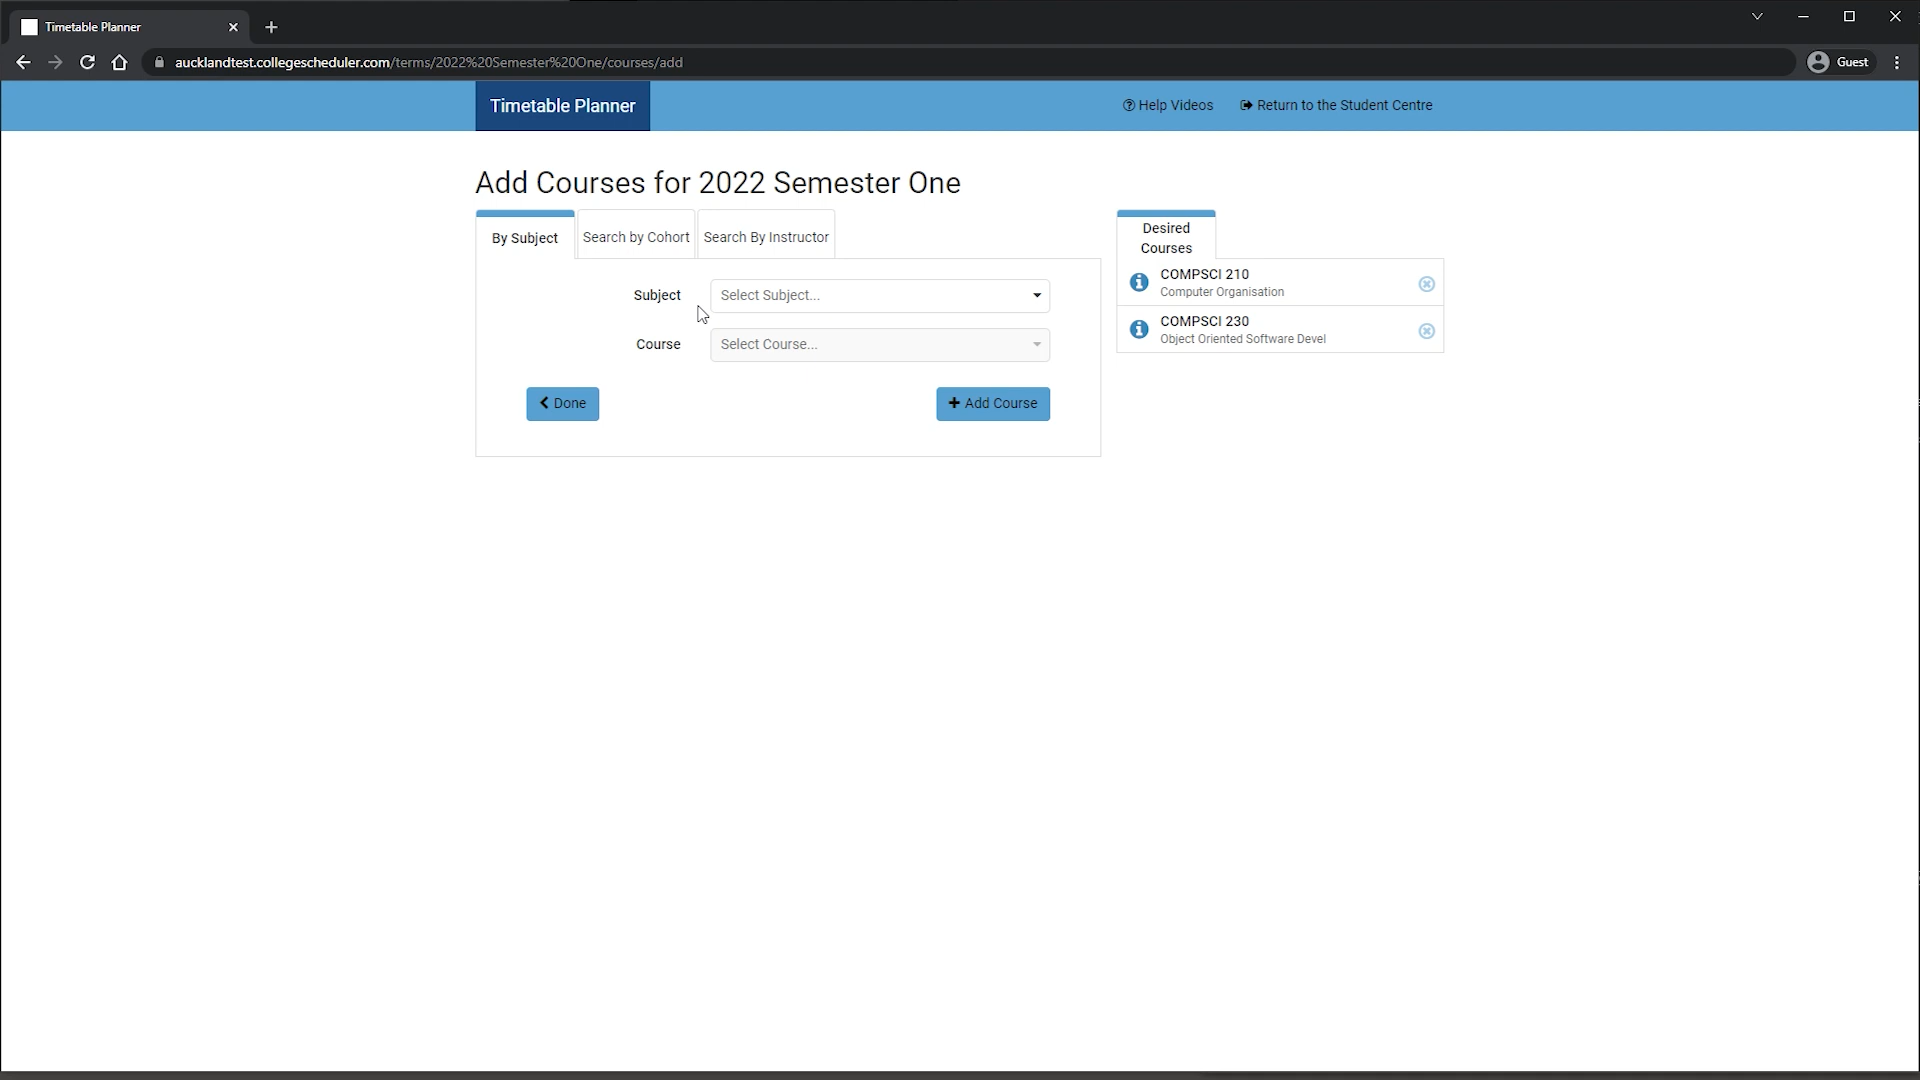 Timetable Planner
aucklandtest.collegescheduler.com/terms/2022%20Semester%20One/courses/add
Guest
Timetable Planner
Help Videos
Return to the Student Centre
Add Courses for 2022 Semester One
By Subject
Search by Cohort
Search By Instructor
Subject
Select Subject...
Course
Select Course...
Done
Add Course
Desired
Courses
COMPSCI 210
Computer Organisation
COMPSCI 230
Object Oriented Software Devel